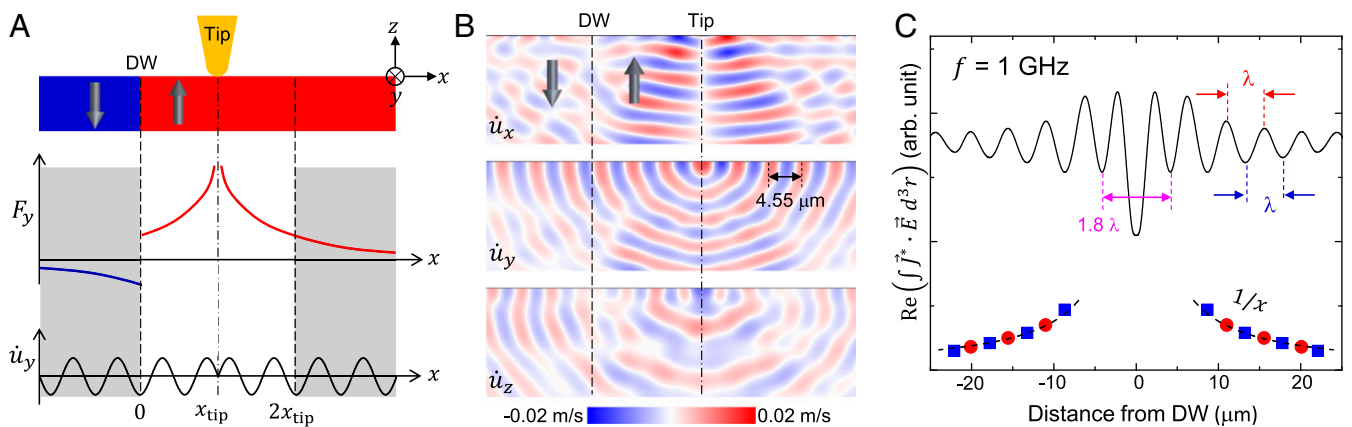 A
Tip
DW
z
x
y
F_y
x
u̇_y
x
0
x_tip
2x_tip
B
DW
Tip
u̇_x
4.55 μm
u̇_y
u̇_z
-0.02 m/s
0.02 m/s
C
f = 1 GHz
λ
λ
1.8 λ
1/x
Re (∫ J⃗* · E⃗ d³r) (arb. unit)
-20
-10
0
10
20
Distance from DW (μm)